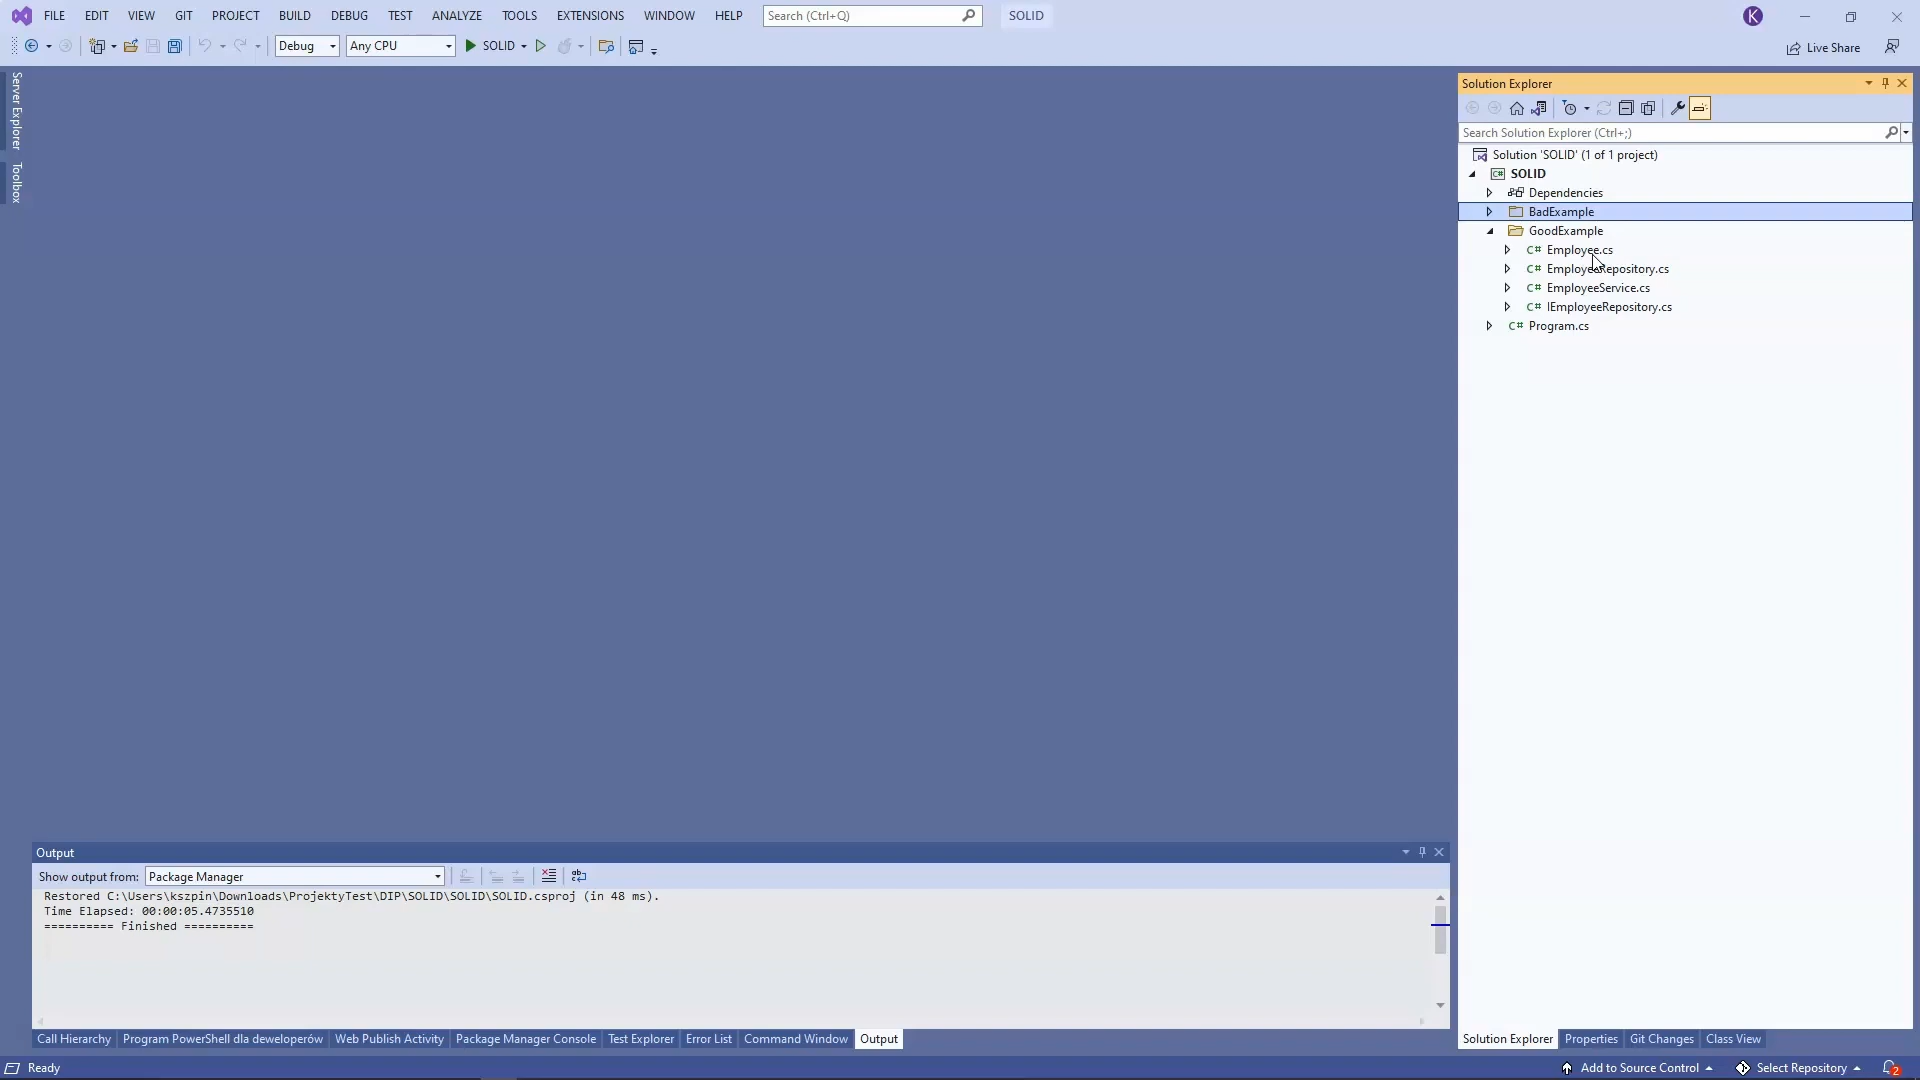 FILE EDIT VIEW GIT PROJECT BUILD DEBUG TEST ANALYZE TOOLS EXTENSIONS WINDOW HELP Search (Ctrl+Q) SOLID K
Debug Any CPU SOLID Live Share
Server Explorer
Toolbox
Solution Explorer
Search Solution Explorer (Ctrl+;)
Solution 'SOLID' (1 of 1 project)
C# SOLID
Dependencies
BadExample
GoodExample
C# Employee.cs
C# EmployeeRepository.cs
C# EmployeeService.cs
C# IEmployeeRepository.cs
C# Program.cs
Output
Show output from: Package Manager
Restored C:\Users\kszpin\Downloads\ProjektyTest\DIP\SOLID\SOLID\SOLID.csproj (in 48 ms).
Time Elapsed: 00:00:05.4735510
========== Finished ==========
Call Hierarchy Program PowerShell dla deweloperów Web Publish Activity Package Manager Console Test Explorer Error List Command Window Output
Solution Explorer Properties Git Changes Class View
Ready Add to Source Control Select Repository 2